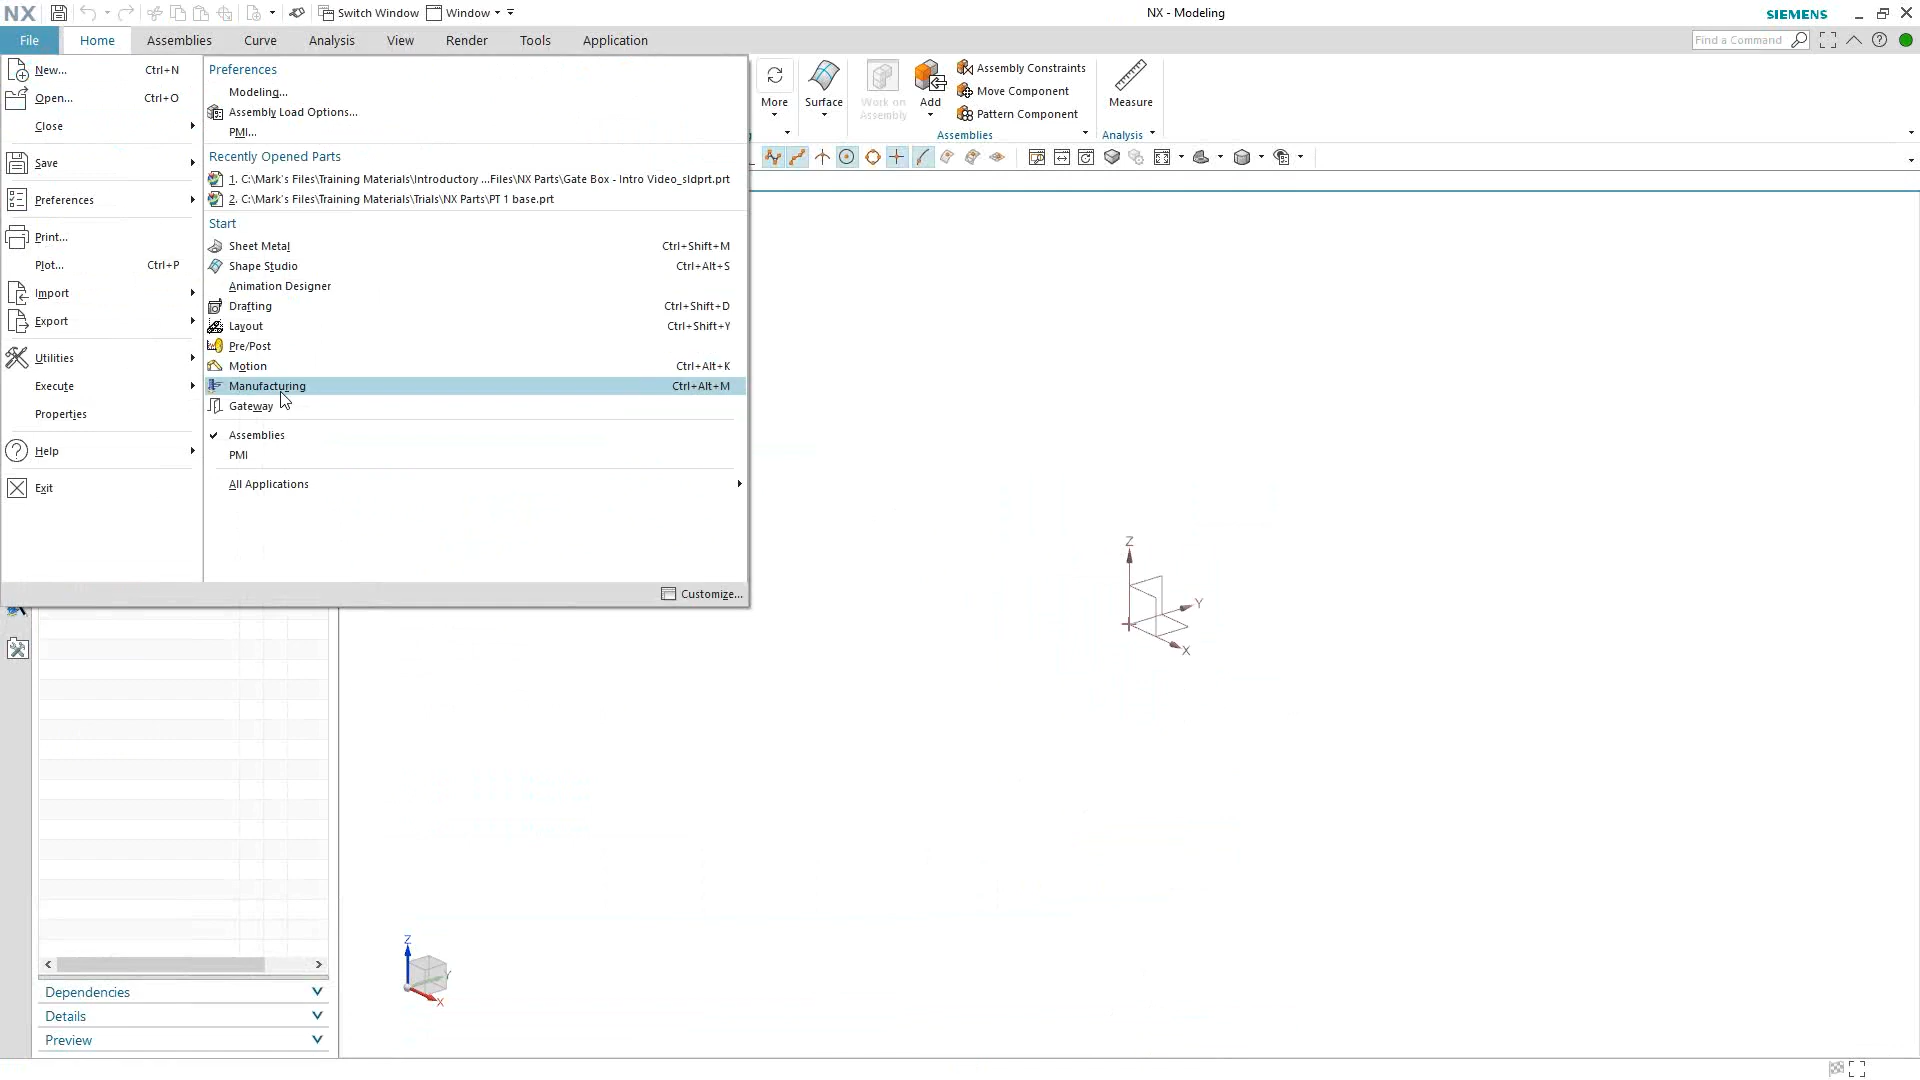 NX
Switch Window
Window
NX - Modeling
SIEMENS
File
Home
Assemblies
Curve
Analysis
View
Render
Tools
Application
Find a Command
New... Ctrl+N
Open... Ctrl+O
Close
Save
Preferences
Print...
Plot... Ctrl+P
Import
Export
Utilities
Execute
Properties
Help
Exit
Preferences
Modeling...
Assembly Load Options...
PMI...
Recently Opened Parts
1. C:\Mark's Files\Training Materials\Introductory ...Files\NX Parts\Gate Box - Intro Video_sldprt.prt
2. C:\Mark's Files\Training Materials\Trials\NX Parts\PT 1 base.prt
Start
Sheet Metal Ctrl+Shift+M
Shape Studio Ctrl+Alt+S
Animation Designer
Drafting Ctrl+Shift+D
Layout Ctrl+Shift+Y
Pre/Post
Motion Ctrl+Alt+K
Manufacturing Ctrl+Alt+M
Gateway
Assemblies
PMI
All Applications
Customize...
More
Surface
Work on
Assembly
Add
Assembly Constraints
Move Component
Pattern Component
Assemblies
Measure
Analysis
Z
Y
X
Z
Y
X
Dependencies
Details
Preview